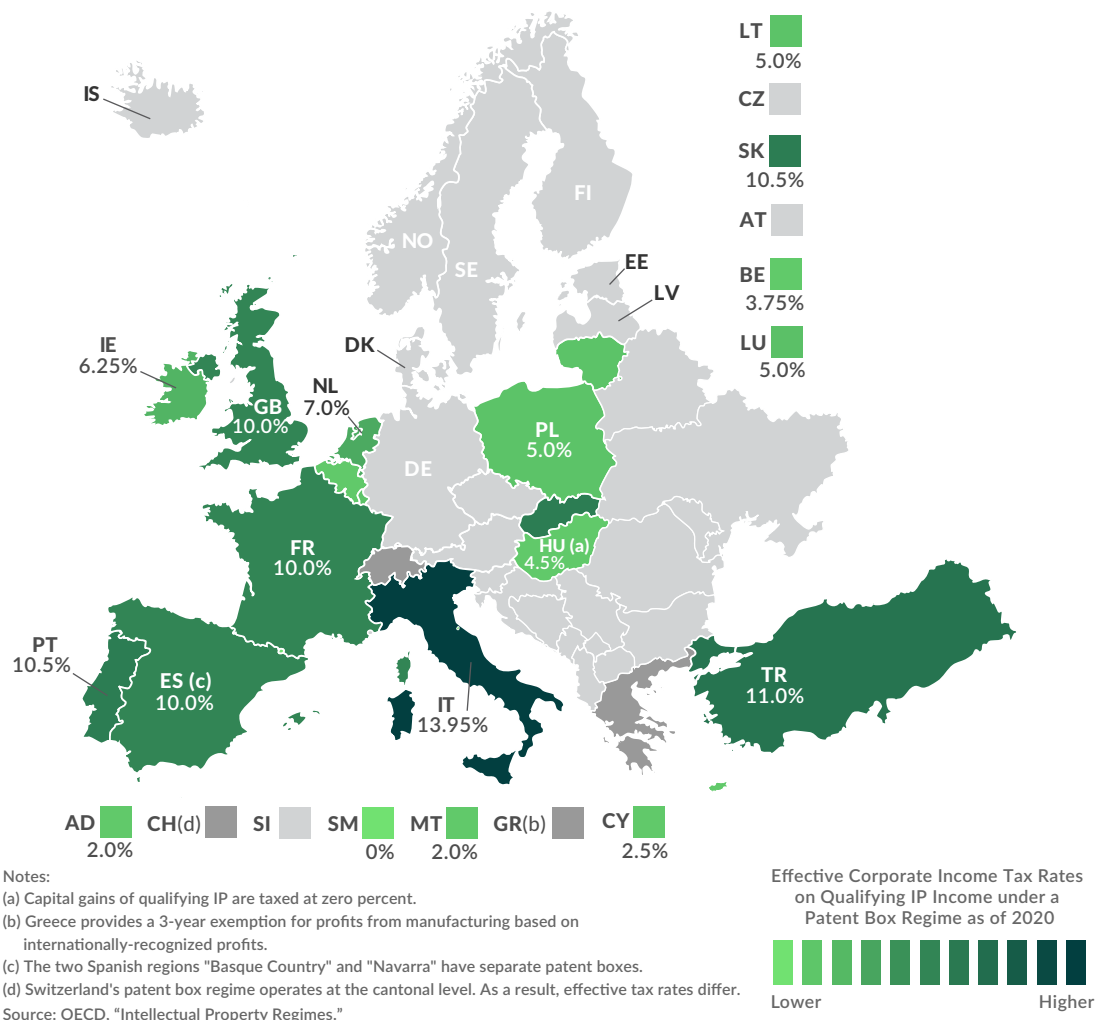 LT
5.0%
CZ
SK
10.5%
AT
BE
3.75%
LU
5.0%
IS
FI
NO
SE
EE
LV
DK
IE
6.25%
NL
7.0%
GB
10.0%
PL
5.0%
DE
HU (a)
4.5%
FR
10.0%
PT
10.5%
ES (c)
10.0%
IT
13.95%
TR
11.0%
AD
2.0%
CH(d)
SI
SM
0%
MT
2.0%
GR(b)
CY
2.5%
Notes:
(a) Capital gains of qualifying IP are taxed at zero percent.
(b) Greece provides a 3-year exemption for profits from manufacturing based on
internationally-recognized profits.
(c) The two Spanish regions "Basque Country" and "Navarra" have separate patent boxes.
(d) Switzerland's patent box regime operates at the cantonal level. As a result, effective tax rates differ.
Source: OECD, “Intellectual Property Regimes.”
Effective Corporate Income Tax Rates
on Qualifying IP Income under a
Patent Box Regime as of 2020
Lower
Higher